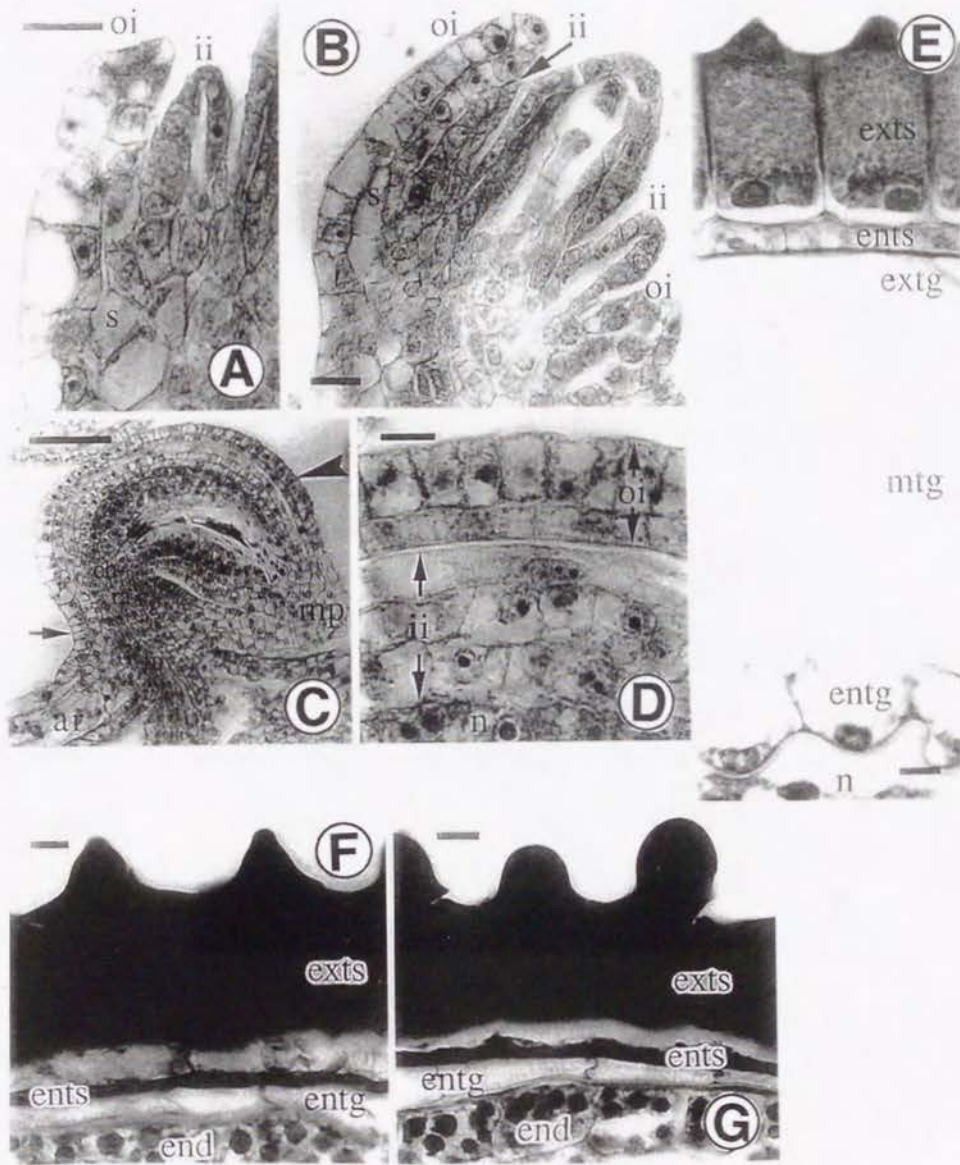 oi
ii
s
A
B
oi
ii
s
ii
oi
E
exts
ents
extg
mtg
entg
n
mp
ar
C
oi
ii
n
D
F
exts
ents
entg
end
exts
ents
entg
end
G